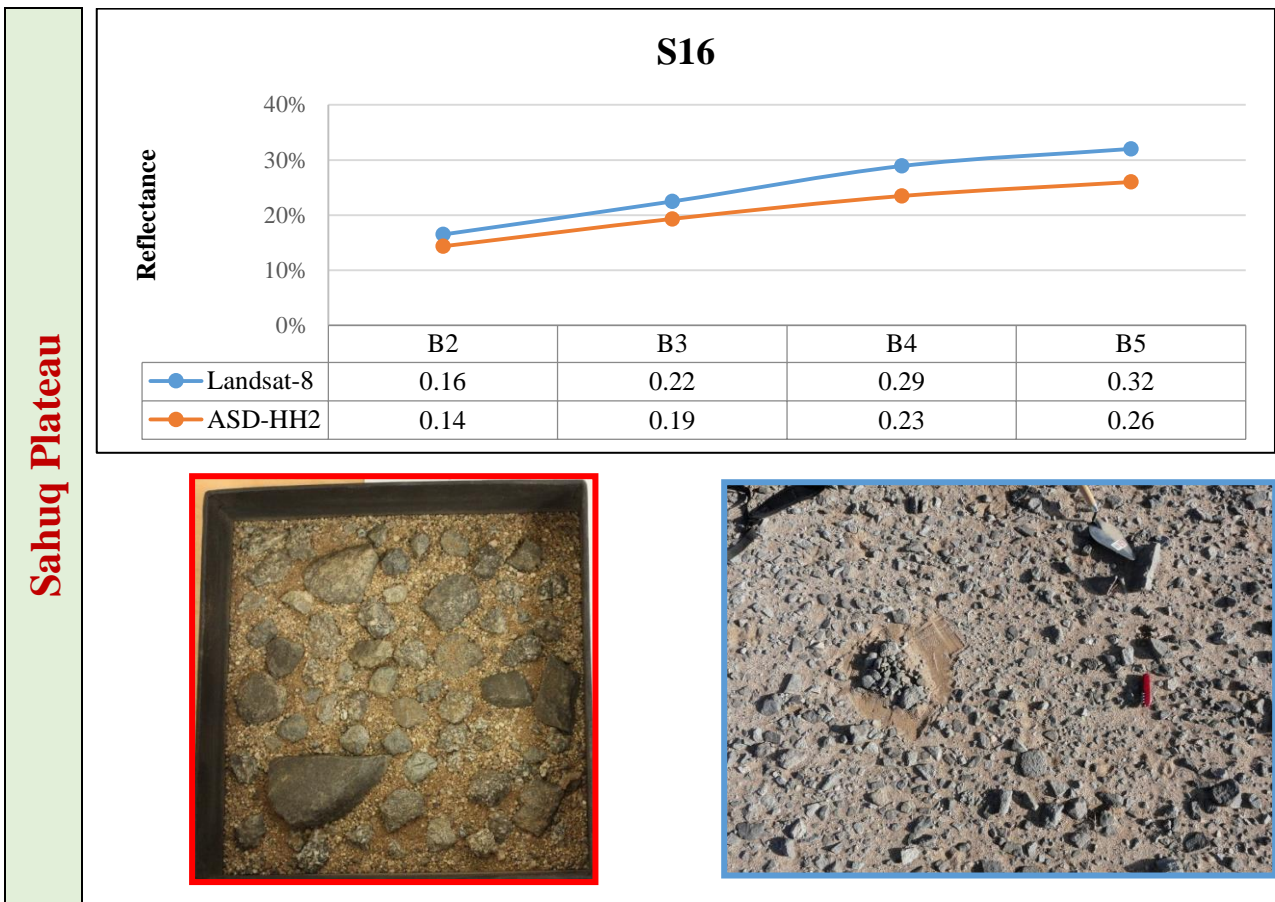 Sahuq Plateau
S16
Reflectance
40%
30%
20%
10%
0%
B2 B3 B4 B5
Landsat-8 0.16 0.22 0.29 0.32
ASD-HH2 0.14 0.19 0.23 0.26